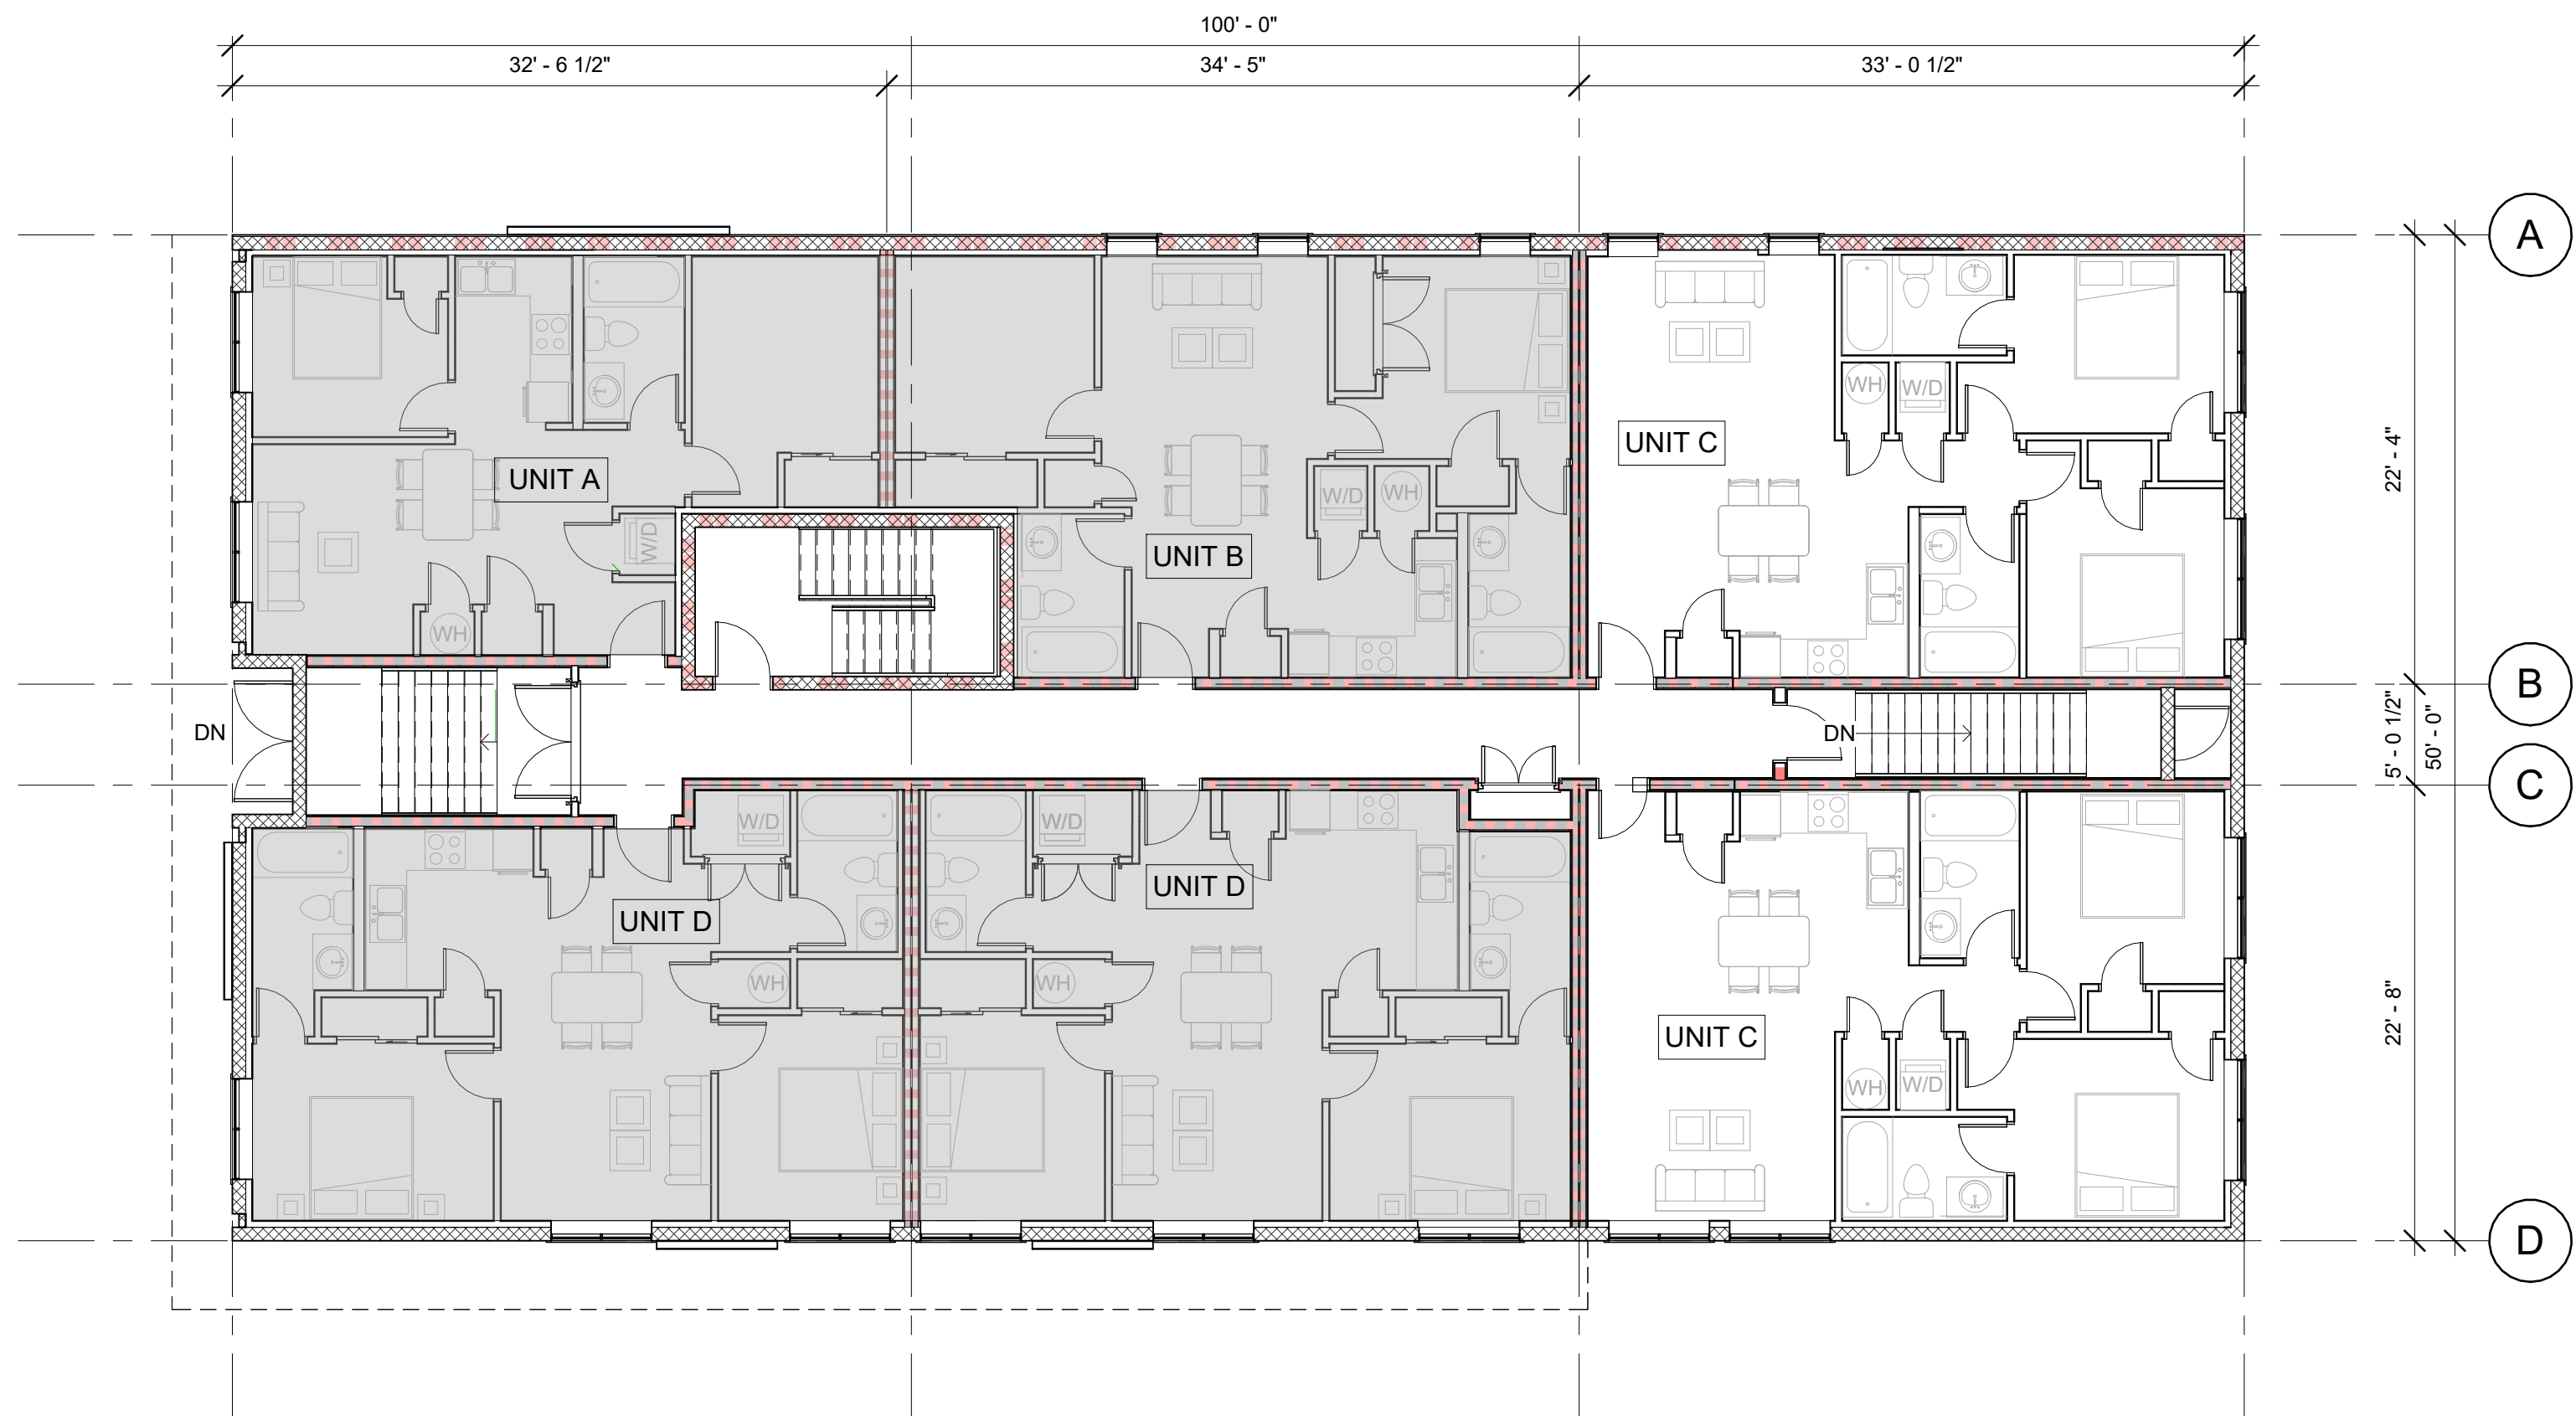 100' - 0"
32' - 6 1/2"
34' - 5"
33' - 0 1/2"
A
WH
W/D
UNIT C
22' - 4"
UNIT A
W/D
WH
W/D
UNIT B
WH
B
DN
DN
5' - 0 1/2"
50' - 0"
C
W/D
W/D
UNIT D
UNIT D
WH
WH
22' - 8"
UNIT C
WH
W/D
D